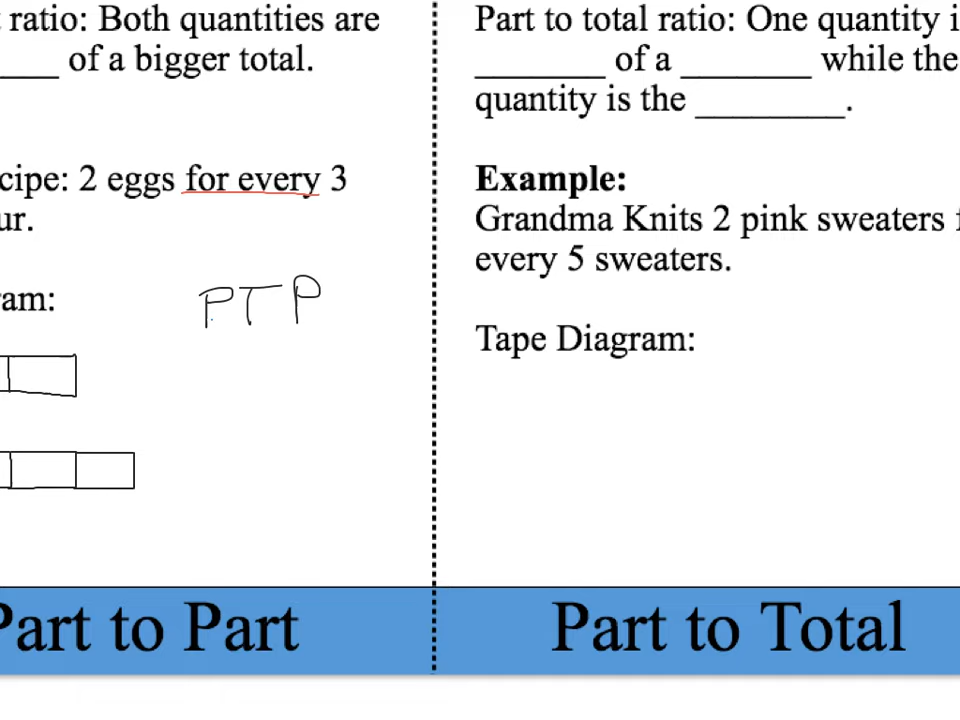 ratio: Both quantities are
____ of a bigger total.
cipe: 2 eggs for every 3
ur.
ram:
PTP
Part to Part
Part to total ratio: One quantity i
_______ of a _______ while the
quantity is the ________.
Example:
Grandma Knits 2 pink sweaters f
every 5 sweaters.
Tape Diagram:
Part to Total